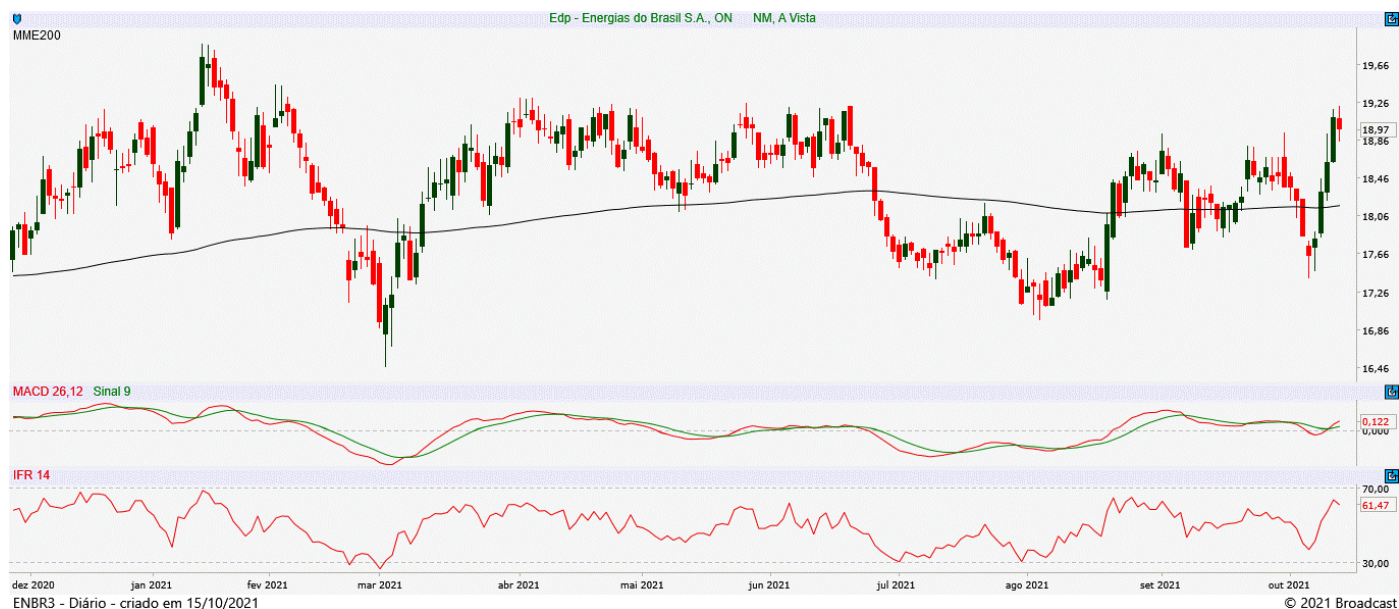 Edp - Energias do Brasil S.A., ON NM, A Vista
MME200
19,66
19,26
18,97
18,86
18,46
18,06
17,66
17,26
16,86
16,46
MACD 26,12 Sinal 9
0,122
0,000
IFR 14
70,00
61,47
30,00
dez 2020 jan 2021 fev 2021 mar 2021 abr 2021 mai 2021 jun 2021 jul 2021 ago 2021 set 2021 out 2021
ENBR3 - Diário - criado em 15/10/2021 © 2021 Broadcast